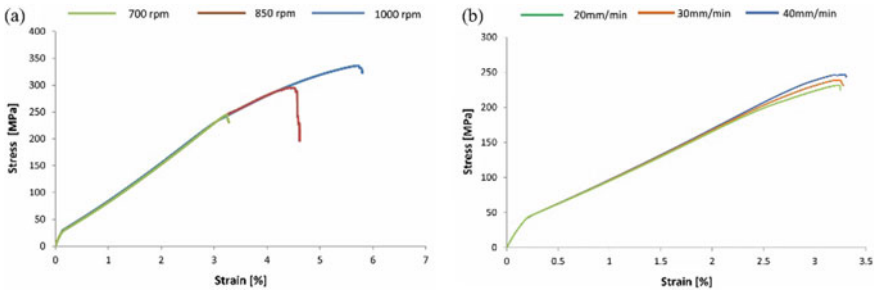 (a)
700 rpm 850 rpm 1000 rpm
400
350
300
250
200
150
100
50
0
Stress [MPa]
0 1 2 3 4 5 6 7
Strain [%]
(b)
20mm/min 30mm/min 40mm/min
300
250
200
150
100
50
0
Stress [MPa]
0 0.5 1 1.5 2 2.5 3 3.5
Strain [%]